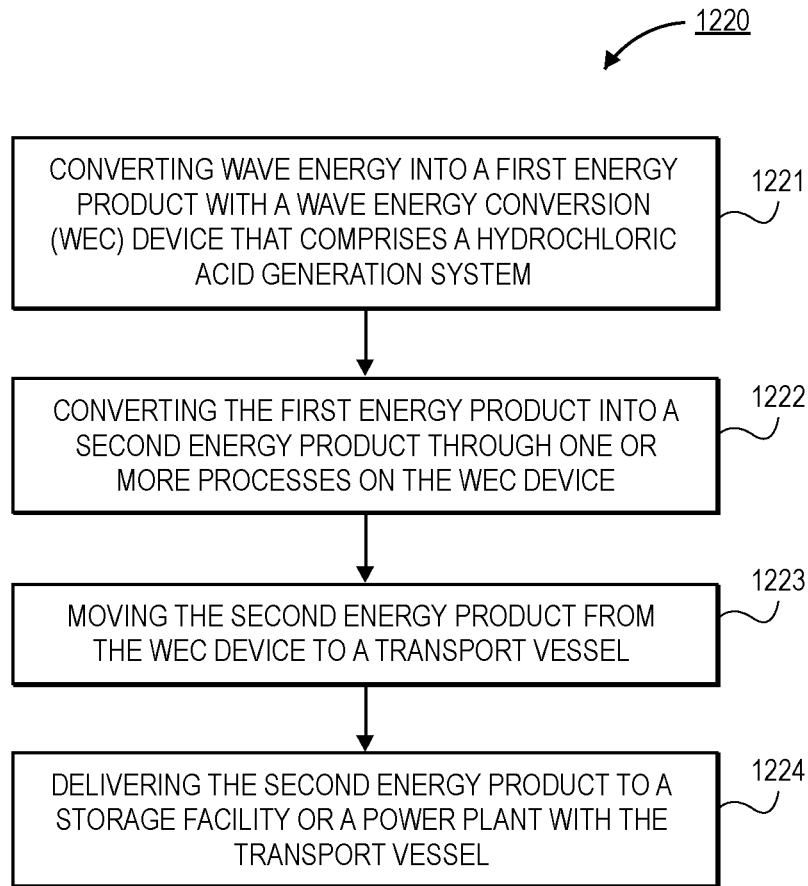 1220
CONVERTING WAVE ENERGY INTO A FIRST ENERGY
PRODUCT WITH A WAVE ENERGY CONVERSION
(WEC) DEVICE THAT COMPRISES A HYDROCHLORIC
ACID GENERATION SYSTEM
1221
CONVERTING THE FIRST ENERGY PRODUCT INTO A
SECOND ENERGY PRODUCT THROUGH ONE OR
MORE PROCESSES ON THE WEC DEVICE
1222
MOVING THE SECOND ENERGY PRODUCT FROM
THE WEC DEVICE TO A TRANSPORT VESSEL
1223
DELIVERING THE SECOND ENERGY PRODUCT TO A
STORAGE FACILITY OR A POWER PLANT WITH THE
TRANSPORT VESSEL
1224